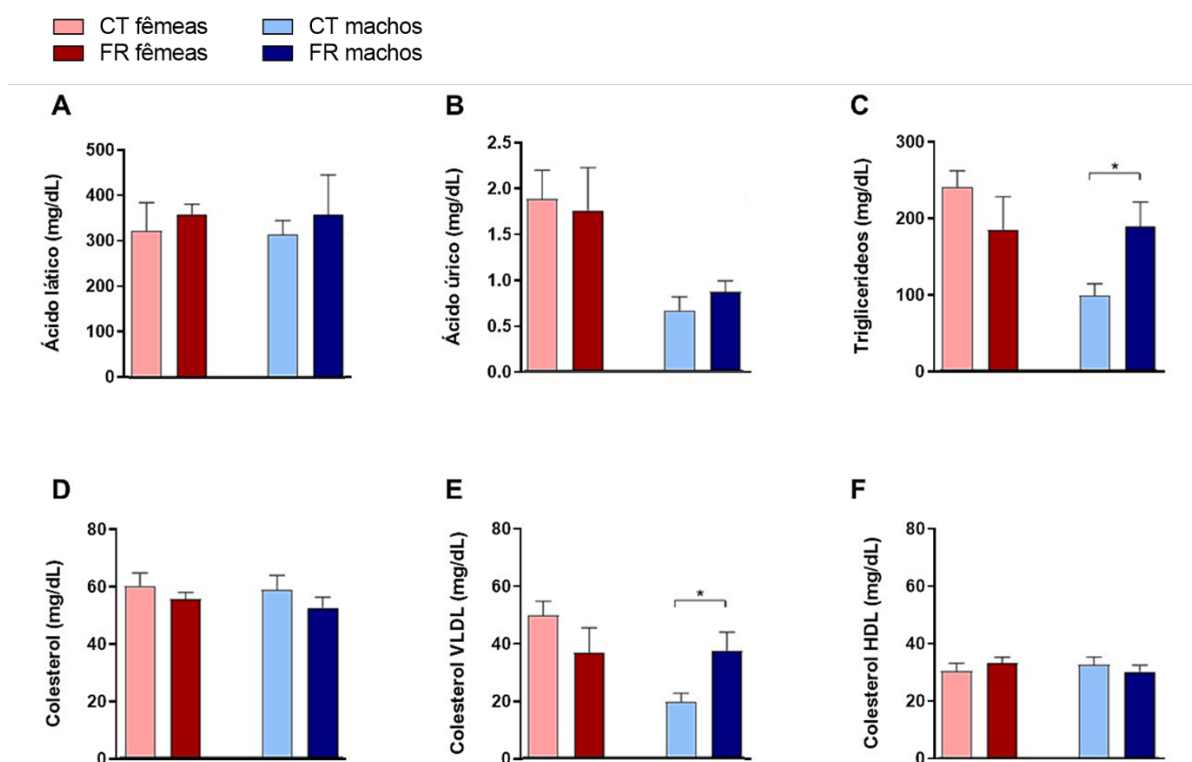 CT fêmeas
CT machos
FR fêmeas
FR machos
A
Ácido lático (mg/dL)
500
400
300
200
100
0
B
Ácido úrico (mg/dL)
2.5
2.0
1.5
1.0
0.5
0.0
C
Triglicerideos (mg/dL)
300
200
100
0
*
D
Colesterol (mg/dL)
80
60
40
20
0
E
Colesterol VLDL (mg/dL)
80
60
40
20
0
*
F
Colesterol HDL (mg/dL)
80
60
40
20
0